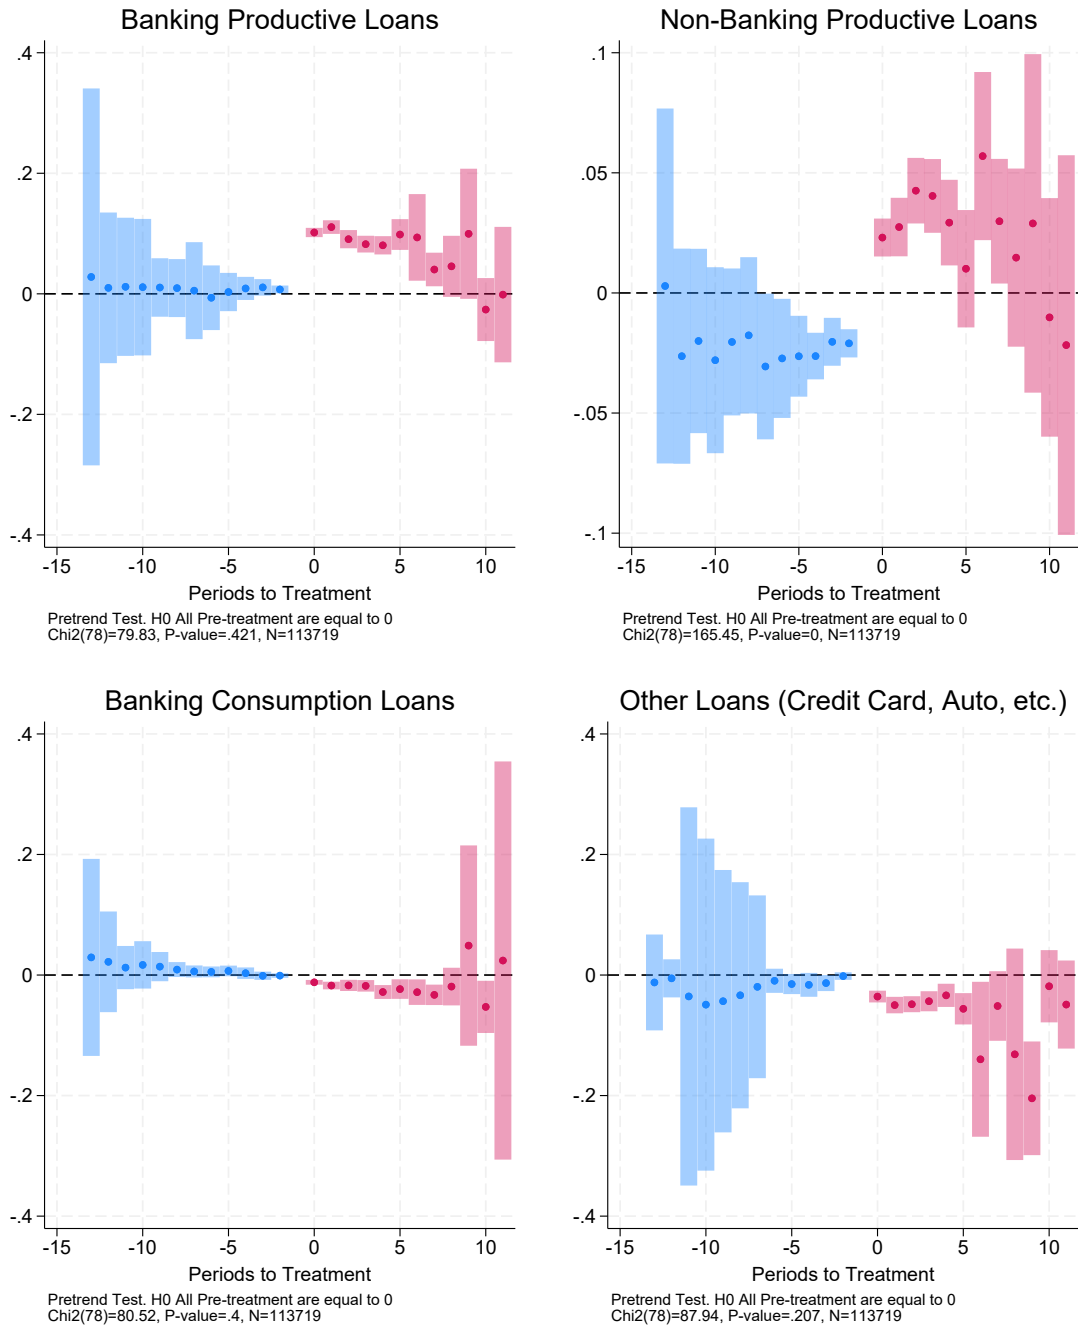 Banking Productive Loans
.4
.2
0
-.2
-.4
-15 -10 -5 0 5 10
Periods to Treatment
Pretrend Test. H0 All Pre-treatment are equal to 0
Chi2(78)=79.83, P-value=.421, N=113719
Non-Banking Productive Loans
.1
.05
0
-.05
-.1
-15 -10 -5 0 5 10
Periods to Treatment
Pretrend Test. H0 All Pre-treatment are equal to 0
Chi2(78)=165.45, P-value=0, N=113719
Banking Consumption Loans
.4
.2
0
-.2
-.4
-15 -10 -5 0 5 10
Periods to Treatment
Pretrend Test. H0 All Pre-treatment are equal to 0
Chi2(78)=80.52, P-value=.4, N=113719
Other Loans (Credit Card, Auto, etc.)
.4
.2
0
-.2
-.4
-15 -10 -5 0 5 10
Periods to Treatment
Pretrend Test. H0 All Pre-treatment are equal to 0
Chi2(78)=87.94, P-value=.207, N=113719